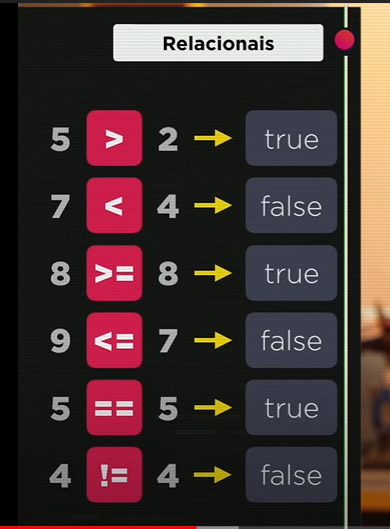 Relacionais
5 > 2 → true
7 < 4 → false
8 >= 8 → true
9 <= 7 → false
5 == 5 → true
4 != 4 → false